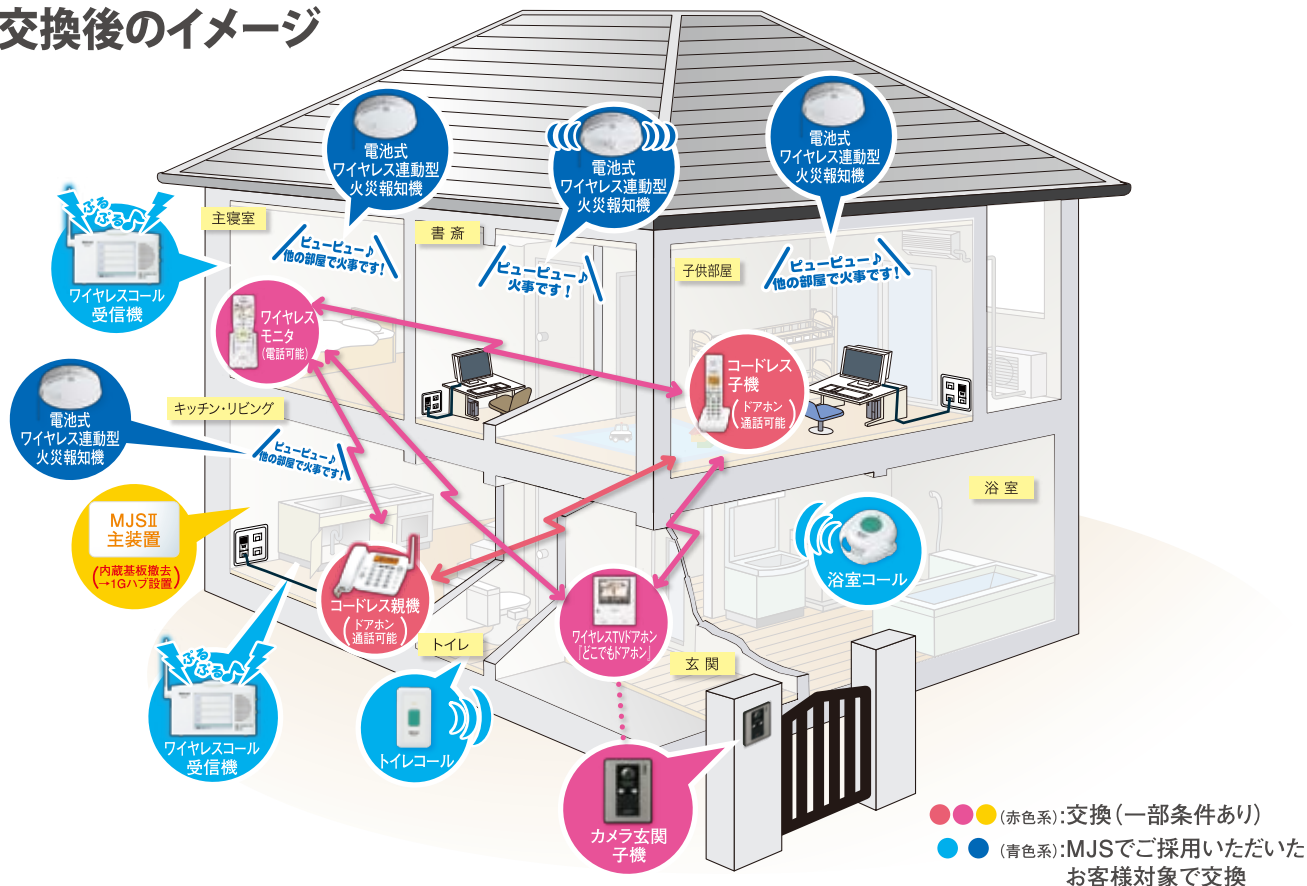 交換後のイメージ
電池式
ワイヤレス連動型
火災報知機
電池式
ワイヤレス連動型
火災報知機
電池式
ワイヤレス連動型
火災報知機
ぷる
ぷる♪
ワイヤレスコール
受信機
主寝室
ピューピュー♪
他の部屋で火事です!
書斎
ピューピュー♪
火事です!
子供部屋
ピューピュー♪
他の部屋で火事です!
ワイヤレス
モニタ
(電話可能)
コードレス
子機
(ドアホン
通話可能)
電池式
ワイヤレス連動型
火災報知機
キッチン・リビング
ピューピュー♪
他の部屋で火事です!
浴室
MJSⅡ
主装置
(内蔵基板撤去
→1Gハブ設置)
コードレス親機
(ドアホン
通話可能)
浴室コール
ワイヤレスTVドアホン
『どこでもドアホン』
トイレ
玄関
ぷる
ぷる♪
ワイヤレスコール
受信機
トイレコール
カメラ玄関
子機
(赤色系):交換(一部条件あり)
(青色系):MJSでご採用いただいた
お客様対象で交換